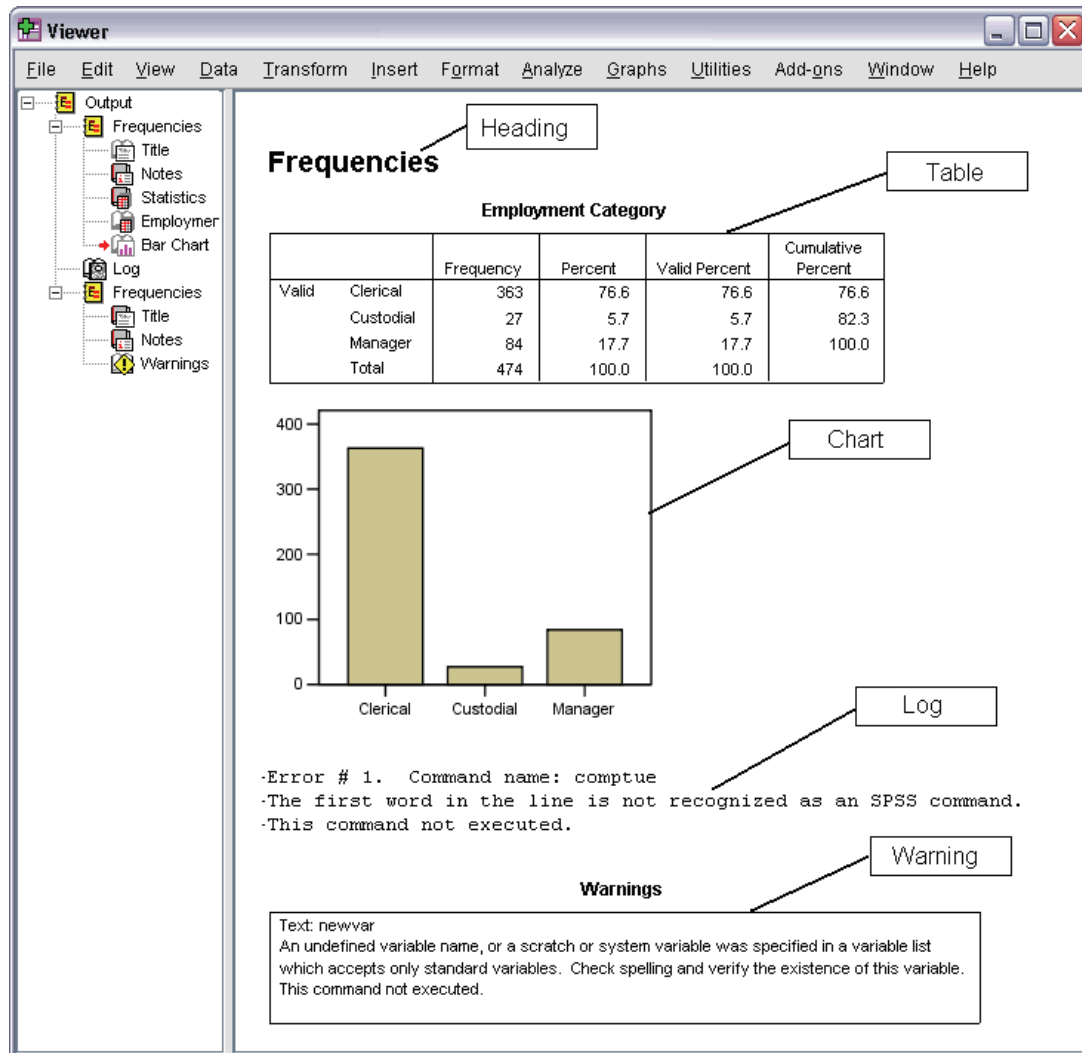 Viewer
File Edit View Data Transform Insert Format Analyze Graphs Utilities Add-ons Window Help
Output
Frequencies
Title
Notes
Statistics
Employmer
Bar Chart
Log
Frequencies
Title
Notes
Warnings
Heading
Frequencies
Table
Employment Category
Frequency Percent Valid Percent Cumulative Percent
Valid Clerical 363 76.6 76.6 76.6
Custodial 27 5.7 5.7 82.3
Manager 84 17.7 17.7 100.0
Total 474 100.0 100.0
Chart
400
300
200
100
0
Clerical Custodial Manager
Log
-Error # 1. Command name: comptue
-The first word in the line is not recognized as an SPSS command.
-This command not executed.
Warning
Warnings
Text: newvar
An undefined variable name, or a scratch or system variable was specified in a variable list
which accepts only standard variables. Check spelling and verify the existence of this variable.
This command not executed.